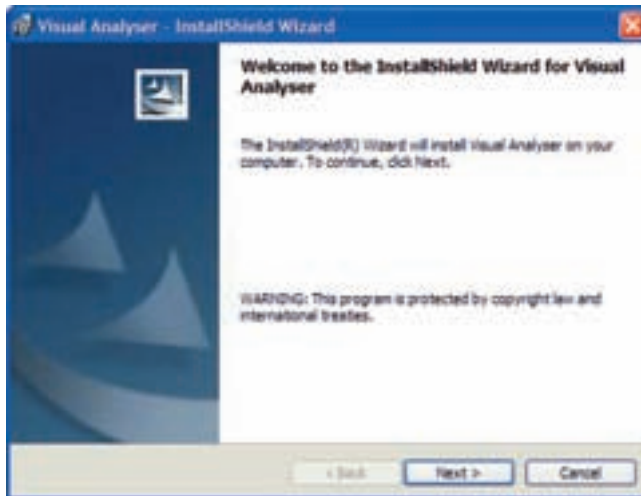 Visual Analyser - InstallShield Wizard
Welcome to the InstallShield Wizard for Visual
Analyser
The InstallShield(R) Wizard will install Visual Analyser on your
computer. To continue, click Next.
WARNING: This program is protected by copyright law and
international treaties.
< Back
Next >
Cancel